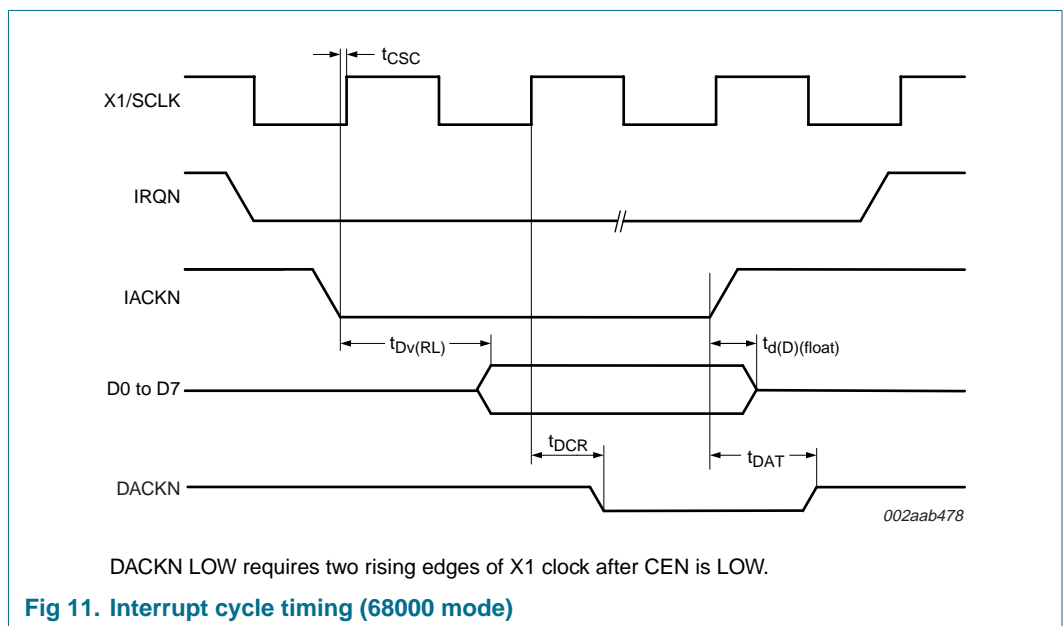 tCSC
X1/SCLK
IRQN
IACKN
tDv(RL)
td(D)(float)
D0 to D7
tDCR
tDAT
DACKN
002aab478
DACKN LOW requires two rising edges of X1 clock after CEN is LOW.
Fig 11. Interrupt cycle timing (68000 mode)